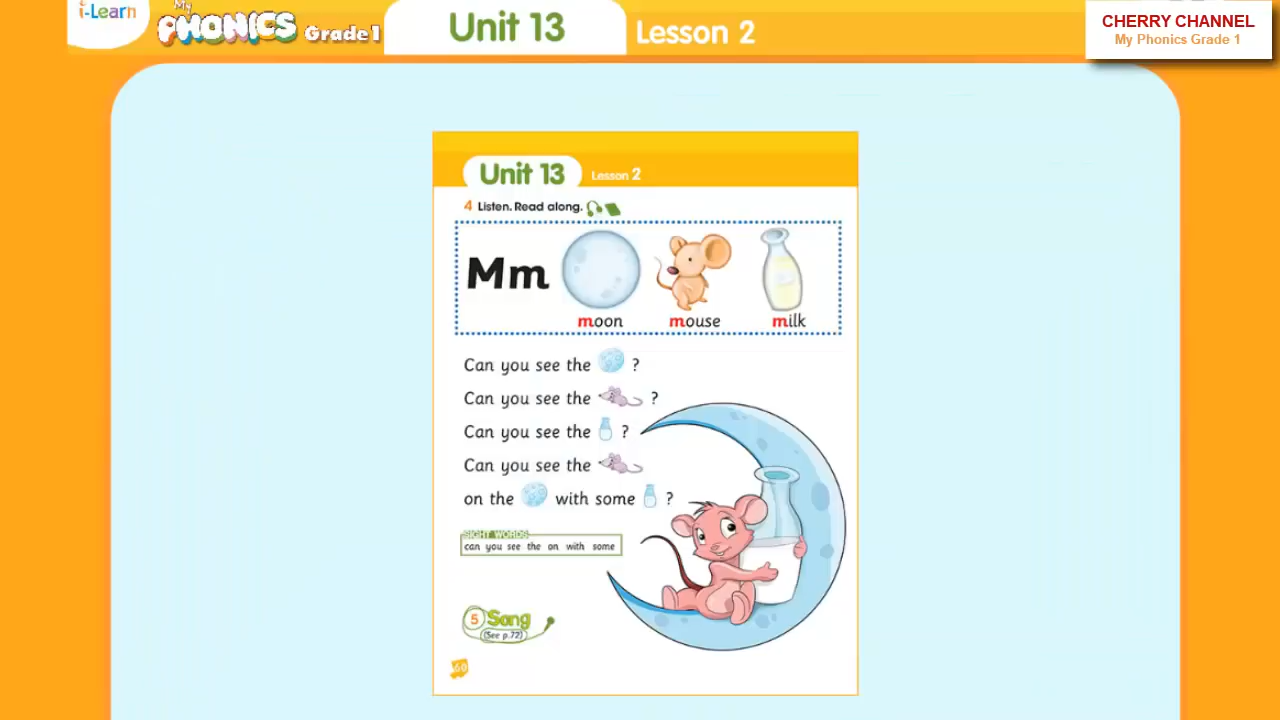 i-Learn
My PHONICS Grade 1
Unit 13
Lesson 2
CHERRY CHANNEL
My Phonics Grade 1
Unit 13 Lesson 2
4 Listen. Read along.
Mm
moon mouse milk
Can you see the ?
Can you see the ?
Can you see the ?
Can you see the
on the with some ?
SIGHT WORDS
can you see the on with some
5 Song
(See p.72)
60